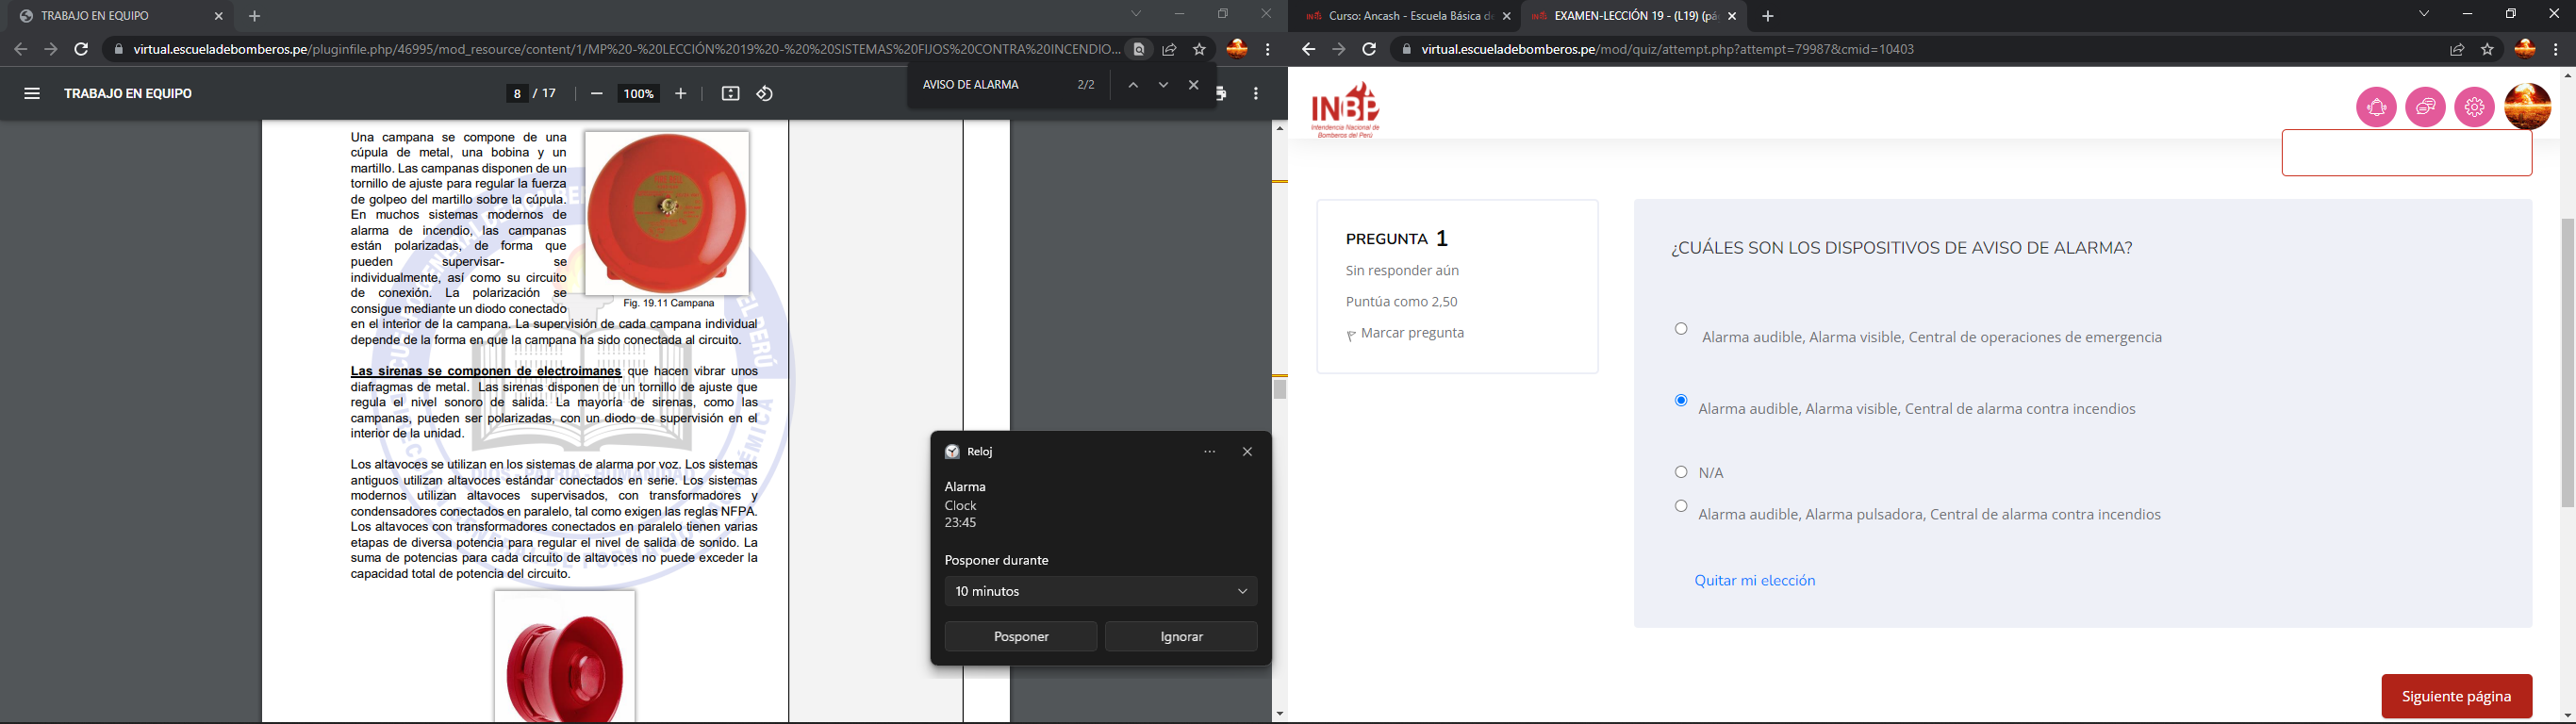 TRABAJO EN EQUIPO
virtual.escueladebomberos.pe/pluginfile.php/46995/mod_resource/content/1/MP%20-%20LECCIÓN%2019%20-%20%20SISTEMAS%20FIJOS%20CONTRA%20INCENDIO...
TRABAJO EN EQUIPO
8 / 17
100%
AVISO DE ALARMA 2/2
Una campana se compone de una
cúpula de metal, una bobina y un
martillo. Las campanas disponen de un
tornillo de ajuste para regular la fuerza
de golpeo del martillo sobre la cúpula.
En muchos sistemas modernos de
alarma de incendio, las campanas
están polarizadas, de forma que
pueden supervisar- se
individualmente, así como su circuito
de conexión. La polarización se
consigue mediante un diodo conectado
en el interior de la campana. La supervisión de cada campana individual
depende de la forma en que la campana ha sido conectada al circuito.
Fig. 19.11 Campana
Las sirenas se componen de electroimanes que hacen vibrar unos
diafragmas de metal. Las sirenas disponen de un tornillo de ajuste que
regula el nivel sonoro de salida. La mayoría de sirenas, como las
campanas, pueden ser polarizadas, con un diodo de supervisión en el
interior de la unidad.
Los altavoces se utilizan en los sistemas de alarma por voz. Los sistemas
antiguos utilizan altavoces estándar conectados en serie. Los sistemas
modernos utilizan altavoces supervisados, con transformadores y
condensadores conectados en paralelo, tal como exigen las reglas NFPA.
Los altavoces con transformadores conectados en paralelo tienen varias
etapas de diversa potencia para regular el nivel de salida de sonido. La
suma de potencias para cada circuito de altavoces no puede exceder la
capacidad total de potencia del circuito.
Reloj
Alarma
Clock
23:45
Posponer durante
10 minutos
Posponer
Ignorar
Curso: Ancash - Escuela Básica de
EXAMEN-LECCIÓN 19 - (L19) (pá
virtual.escueladebomberos.pe/mod/quiz/attempt.php?attempt=79987&cmid=10403
INBP
Intendencia Nacional de
Bomberos del Perú
PREGUNTA 1
Sin responder aún
Puntúa como 2,50
Marcar pregunta
¿CUÁLES SON LOS DISPOSITIVOS DE AVISO DE ALARMA?
Alarma audible, Alarma visible, Central de operaciones de emergencia
Alarma audible, Alarma visible, Central de alarma contra incendios
N/A
Alarma audible, Alarma pulsadora, Central de alarma contra incendios
Quitar mi elección
Siguiente página